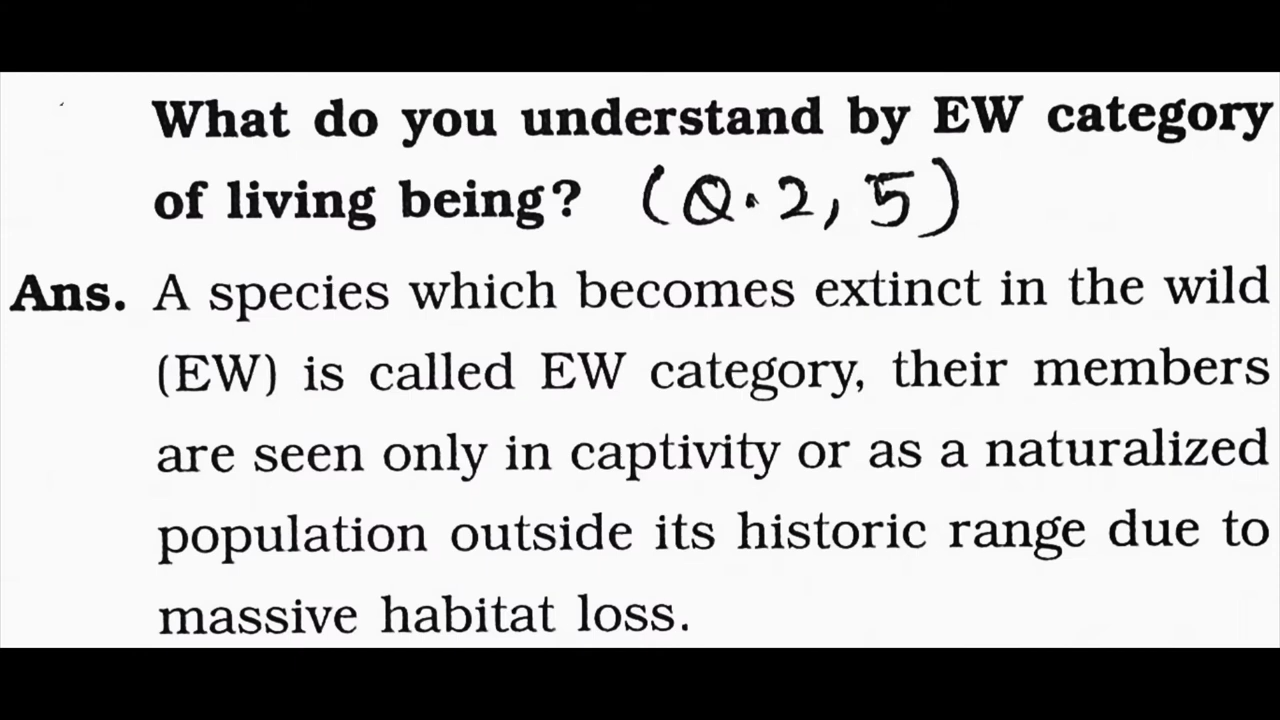 What do you understand by EW category
of living being? (Q.2, 5)
Ans. A species which becomes extinct in the wild
(EW) is called EW category, their members
are seen only in captivity or as a naturalized
population outside its historic range due to
massive habitat loss.